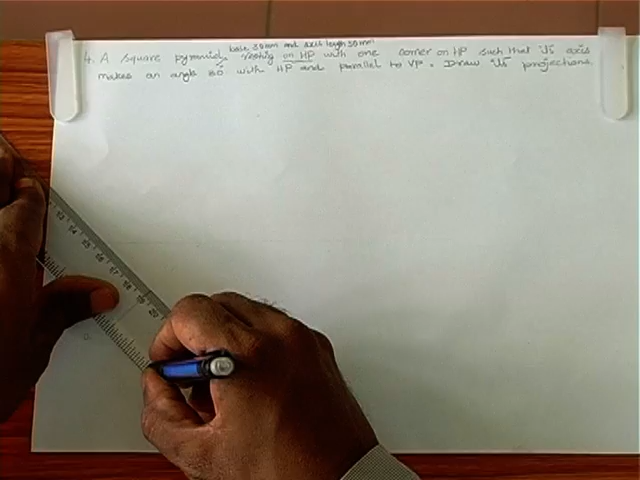 base 30mm and axis length 50mm
4. A square pyramid, resting on HP with one corner on HP such that its axis
makes an angle 30° with HP and parallel to VP. Draw its projections.